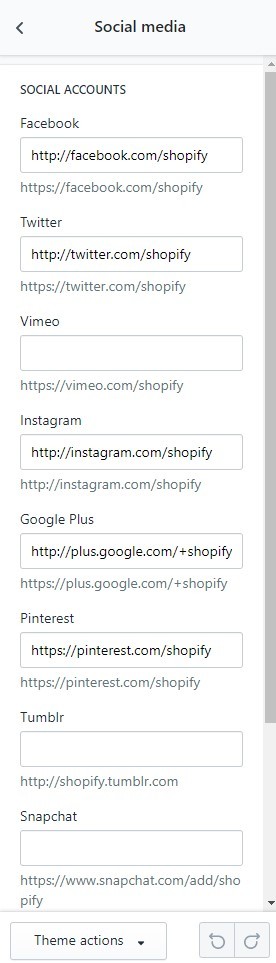 Social media
SOCIAL ACCOUNTS
Facebook
http://facebook.com/shopify
https://facebook.com/shopify
Twitter
http://twitter.com/shopify
https://twitter.com/shopify
Vimeo
https://vimeo.com/shopify
Instagram
http://instagram.com/shopify
http://instagram.com/shopify
Google Plus
http://plus.google.com/+shopify
https://plus.google.com/+shopify
Pinterest
https://pinterest.com/shopify
https://pinterest.com/shopify
Tumblr
http://shopify.tumblr.com
Snapchat
https://www.snapchat.com/add/sho
pify
Theme actions